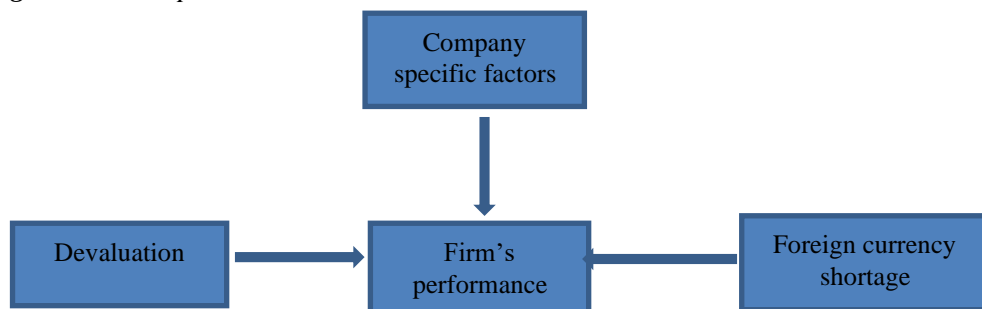 Company
specific factors
Devaluation
Firm's
performance
Foreign currency
shortage